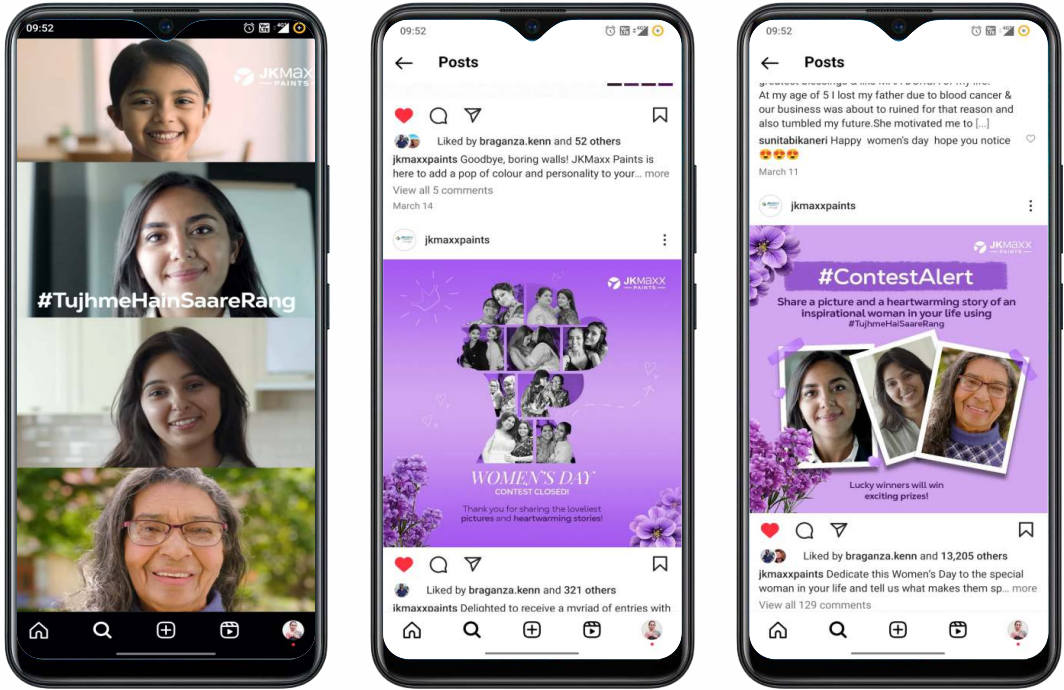 09:52
JKMaxx
PAINTS
#TujhmeHainSaareRang
09:52
Posts
Liked by braganza.kenn and 52 others
jkmaxxpaints Goodbye, boring walls! JKMaxx Paints is
here to add a pop of colour and personality to your... more
View all 5 comments
March 14
jkmaxxpaints
JKMaxx
PAINTS
WOMEN'S DAY
CONTEST CLOSED!
Thank you for sharing the loveliest
pictures and heartwarming stories!
Liked by braganza.kenn and 321 others
jkmaxxpaints Delighted to receive a myriad of entries with
09:52
Posts
At my age of 5 I lost my father due to blood cancer &
our business was about to ruined for that reason and
also tumbled my future.She motivated me to [...]
sunitabikaneri Happy women's day hope you notice
😍😍😍
March 11
jkmaxxpaints
JKMaxx
PAINTS
#ContestAlert
Share a picture and a heartwarming story of an
inspirational woman in your life using
#TujhmeHaiSaareRang
Lucky winners will win
exciting prizes!
Liked by braganza.kenn and 13,205 others
jkmaxxpaints Dedicate this Women's Day to the special
woman in your life and tell us what makes them sp... more
View all 129 comments